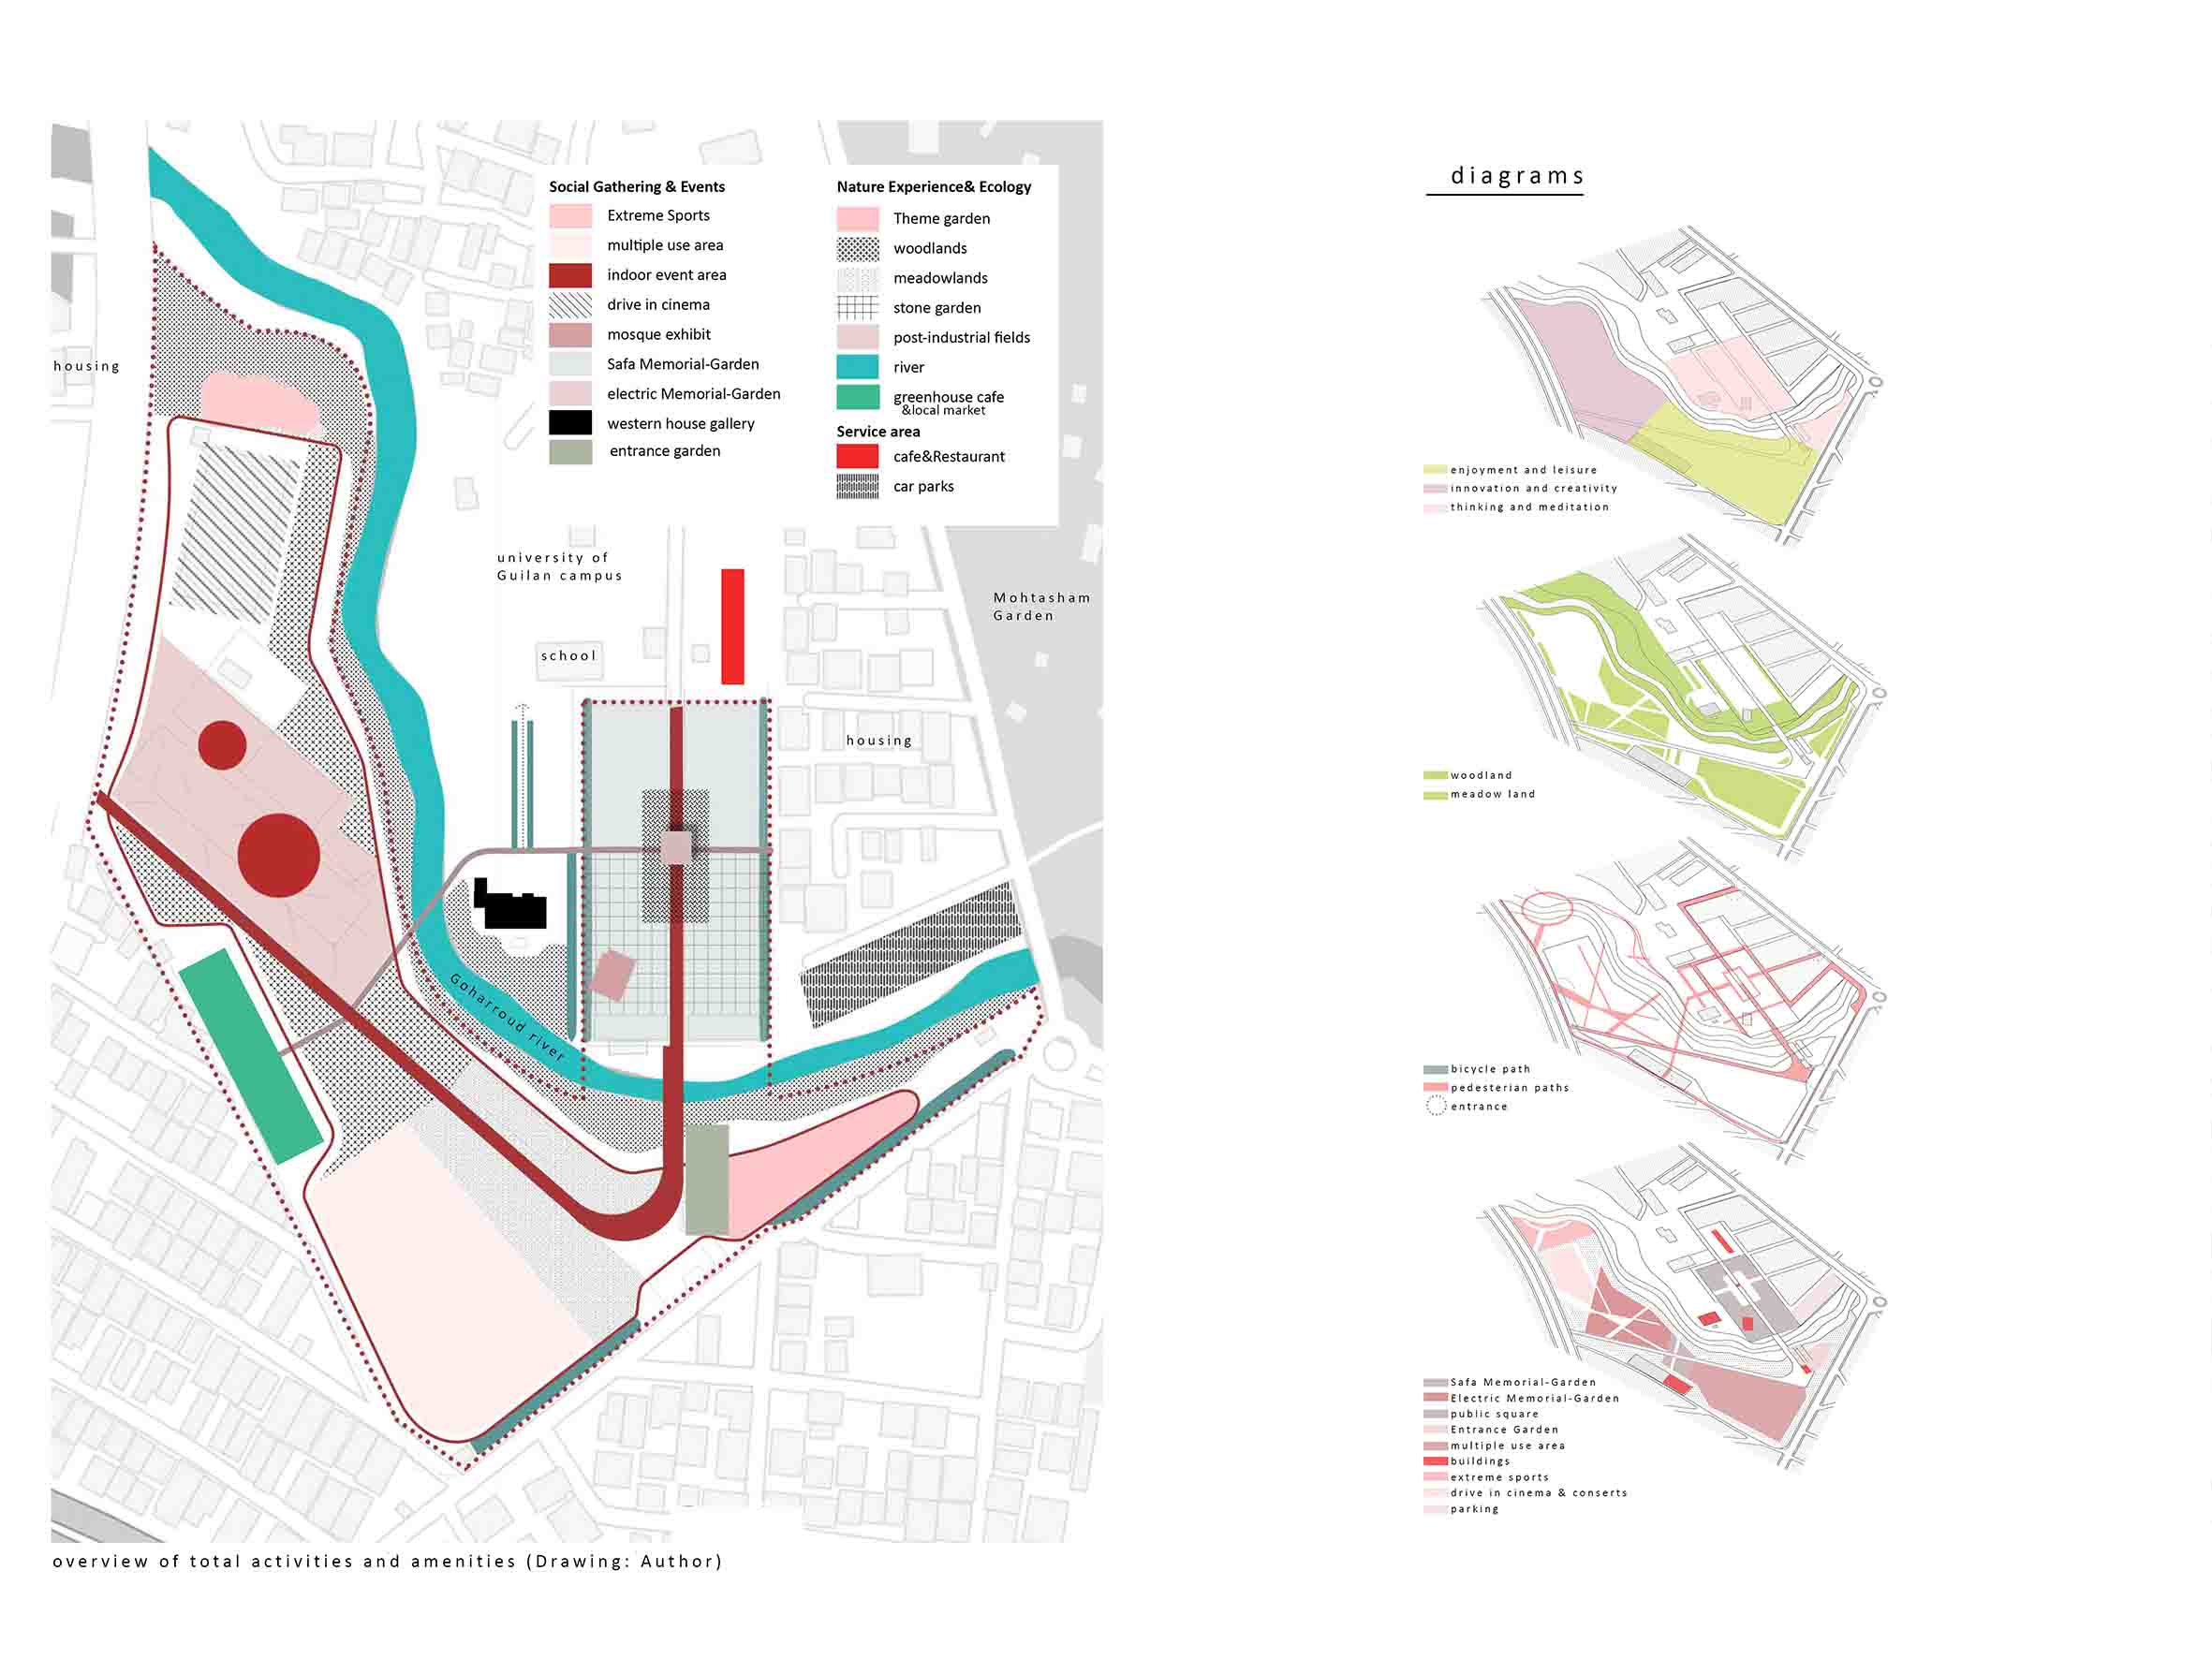 Social Gathering & Events
Extreme Sports
multiple use area
indoor event area
drive in cinema
mosque exhibit
Safa Memorial-Garden
electric Memorial-Garden
western house gallery
entrance garden
Nature Experience& Ecology
Theme garden
woodlands
meadowlands
stone garden
post-industrial fields
river
greenhouse cafe
&local market
Service area
cafe&Restaurant
car parks
housing
university of
Guilan campus
Mohtasham
Garden
school
housing
Goharroud river
overview of total activities and amenities (Drawing: Author)
diagrams
enjoyment and leisure
innovation and creativity
thinking and meditation
woodland
meadow land
bicycle path
pedesterian paths
entrance
Safa Memorial-Garden
Electric Memorial-Garden
public square
Entrance Garden
multiple use area
buildings
extreme sports
drive in cinema & conserts
parking